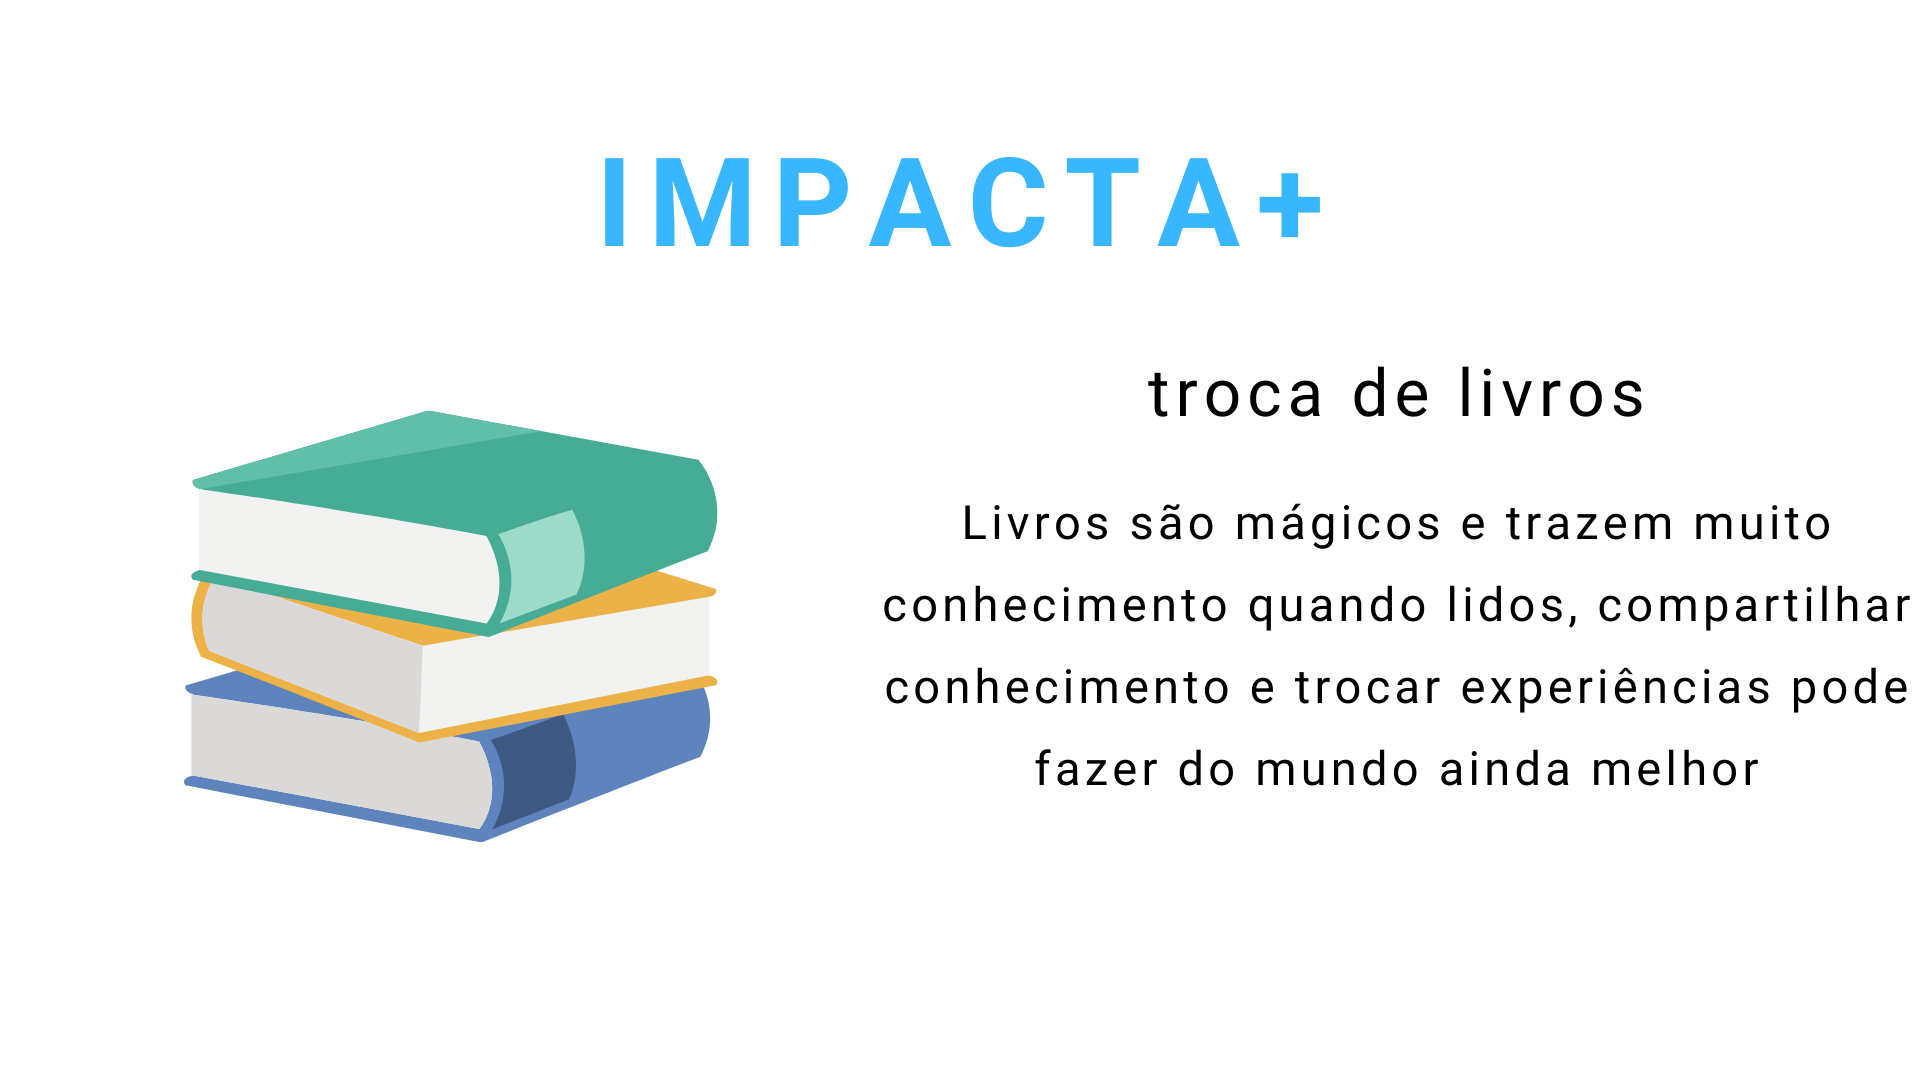 IMPACTA+
troca de livros
Livros são mágicos e trazem muito
conhecimento quando lidos, compartilhar
conhecimento e trocar experiências pode
fazer do mundo ainda melhor